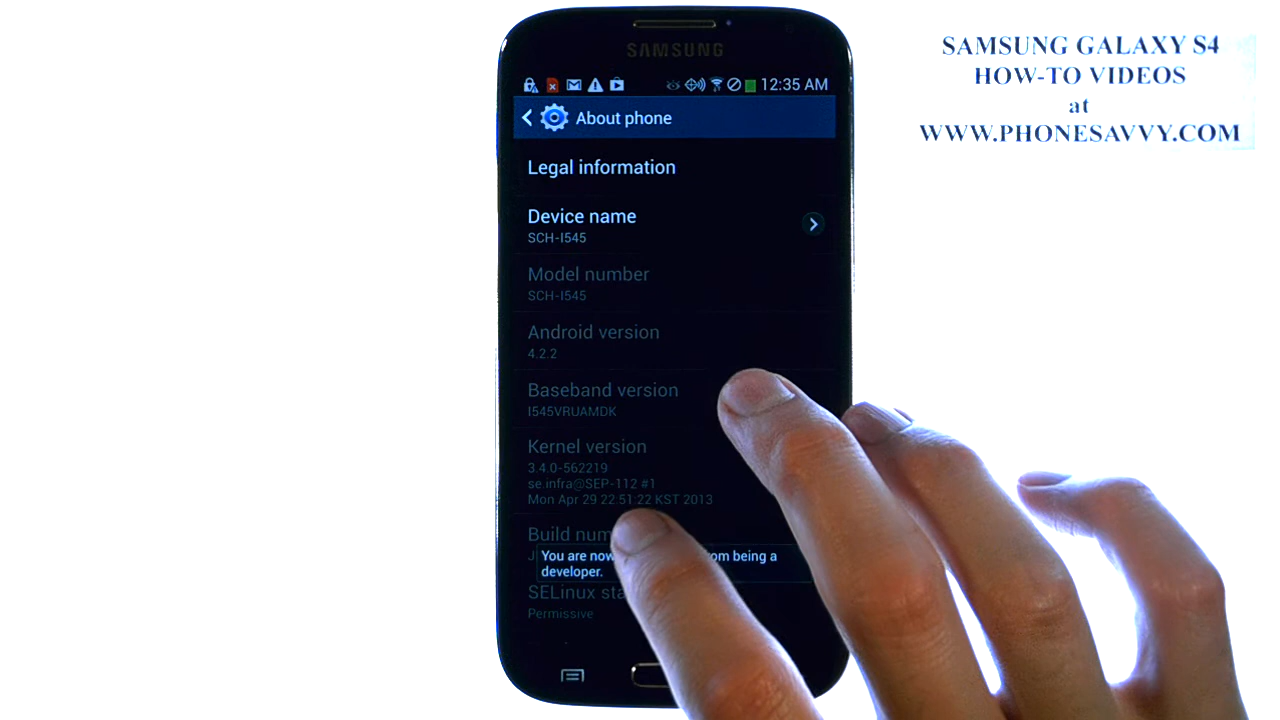 SAMSUNG
12:35 AM
About phone
Legal information
Device name
SCH-I545
Model number
SCH-I545
Android version
4.2.2
Baseband version
I545VRUAMDK
Kernel version
3.4.0-562219
se.infra@SEP-112 #1
Mon Apr 29 22:51:22 KST 2013
Build
You are now being a
developer.
SELinux
Permissive
SAMSUNG GALAXY S4
HOW-TO VIDEOS
at
WWW.PHONESAVVY.COM